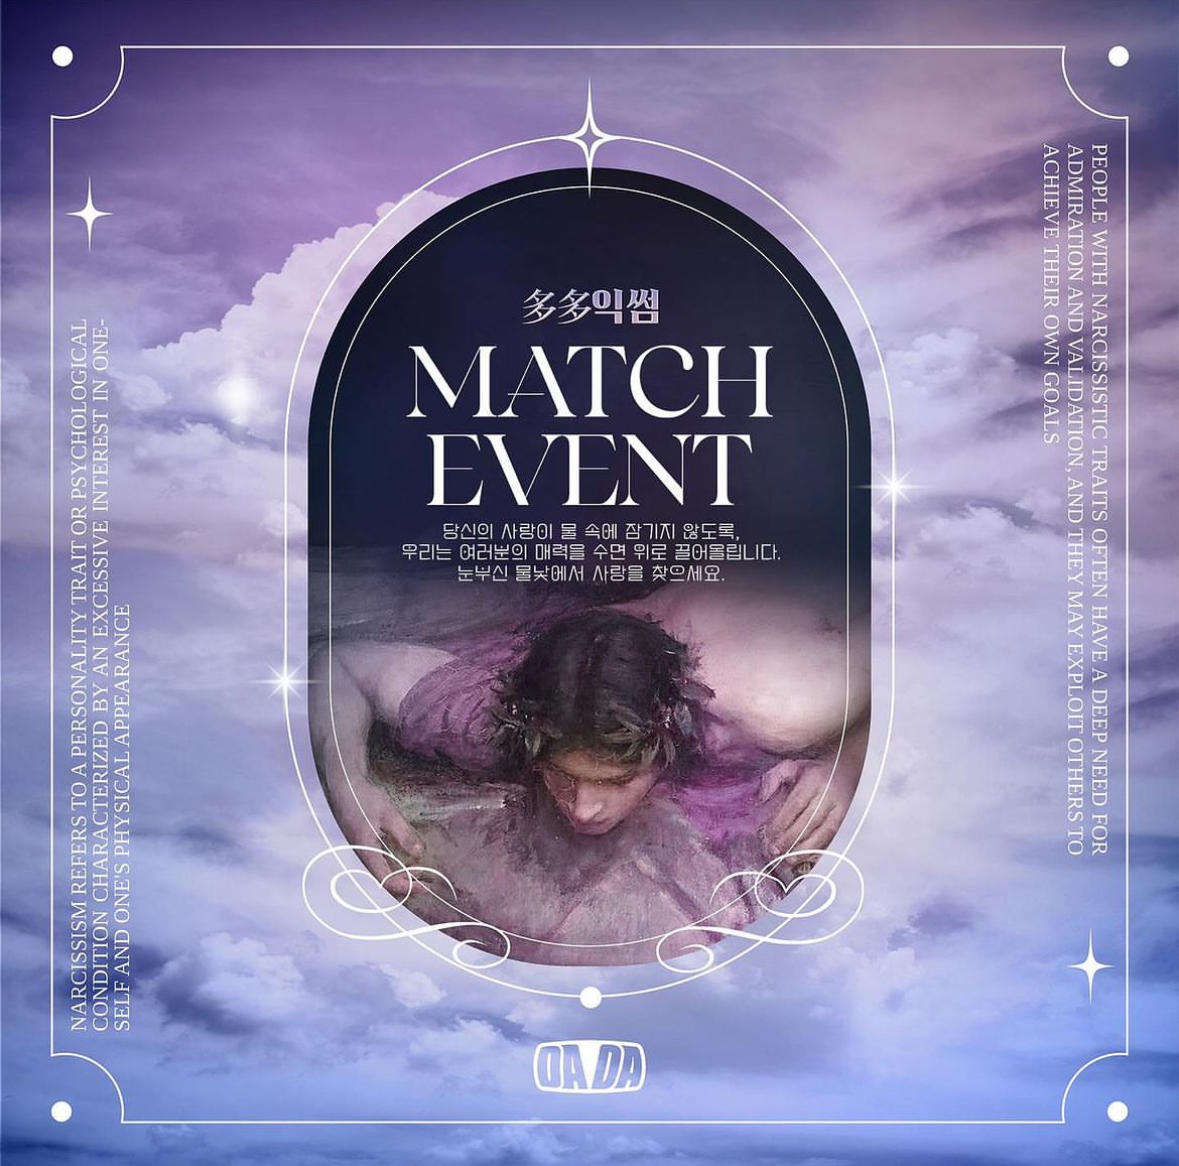 多多익썸
MATCH
EVENT
당신의 사랑이 물 속에 잠기지 않도록,
우리는 여러분의 매력을 수면 위로 끌어올립니다.
눈부신 물낯에서 사랑을 찾으세요.
NARCISSISM REFERS TO A PERSONALITY TRAIT OR PSYCHOLOGICAL
CONDITION CHARACTERIZED BY AN EXCESSIVE INTEREST IN ONE-
SELF AND ONE'S PHYSICAL APPEARANCE
PEOPLE WITH NARCISSISTIC TRAITS OFTEN HAVE A DEEP NEED FOR
ADMIRATION AND VALIDATION, AND THEY MAY EXPLOIT OTHERS TO
ACHIEVE THEIR OWN GOALS
DADA